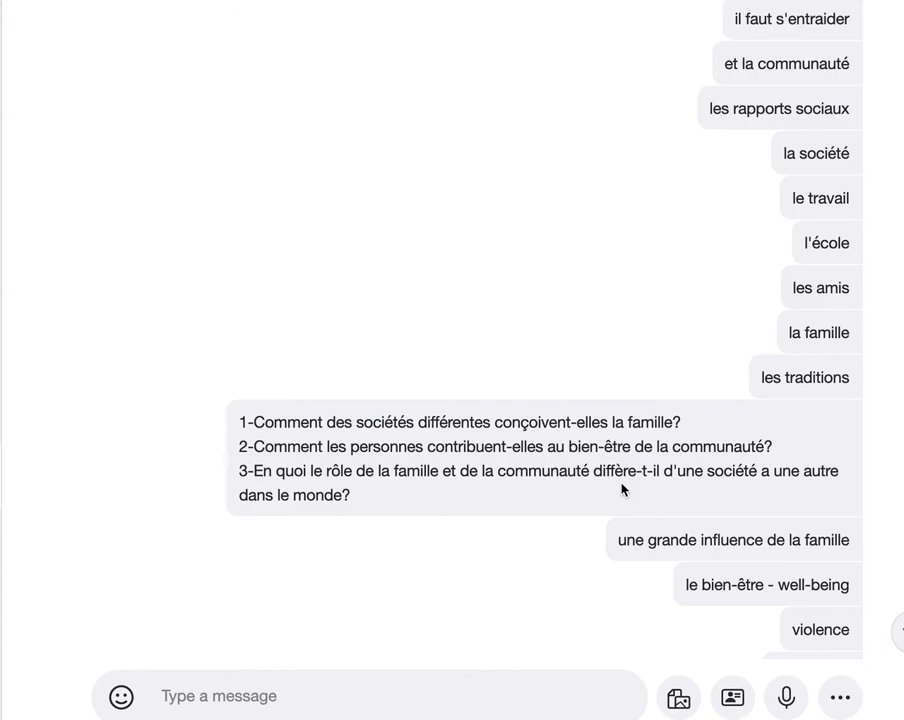 il faut s'entraider
et la communauté
les rapports sociaux
la société
le travail
l'école
les amis
la famille
les traditions
1-Comment des sociétés différentes conçoivent-elles la famille?
2-Comment les personnes contribuent-elles au bien-être de la communauté?
3-En quoi le rôle de la famille et de la communauté diffère-t-il d'une société a une autre
dans le monde?
une grande influence de la famille
le bien-être - well-being
violence
Type a message